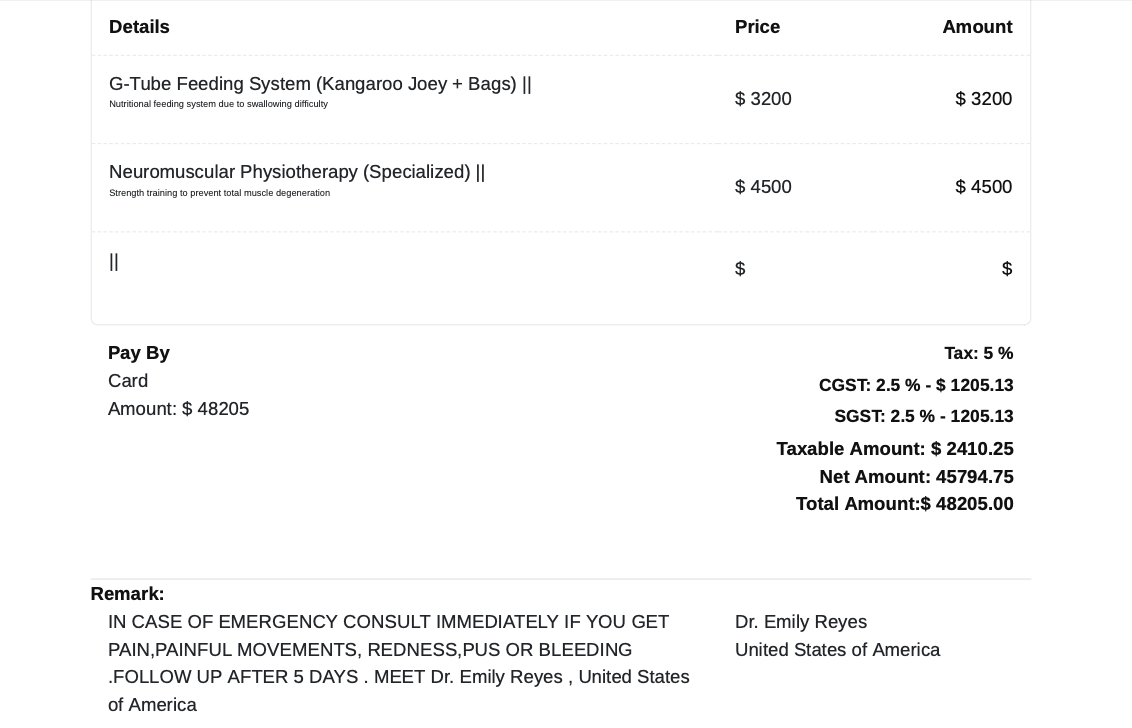 Details Price Amount
G-Tube Feeding System (Kangaroo Joey + Bags) ||
Nutritional feeding system due to swallowing difficulty
$ 3200 $ 3200
Neuromuscular Physiotherapy (Specialized) ||
Strength training to prevent total muscle degeneration
$ 4500 $ 4500
||
$ $
Pay By
Card
Amount: $ 48205
Tax: 5 %
CGST: 2.5 % - $ 1205.13
SGST: 2.5 % - 1205.13
Taxable Amount: $ 2410.25
Net Amount: 45794.75
Total Amount:$ 48205.00
Remark:
IN CASE OF EMERGENCY CONSULT IMMEDIATELY IF YOU GET
PAIN,PAINFUL MOVEMENTS, REDNESS,PUS OR BLEEDING
.FOLLOW UP AFTER 5 DAYS . MEET Dr. Emily Reyes , United States
of America
Dr. Emily Reyes
United States of America